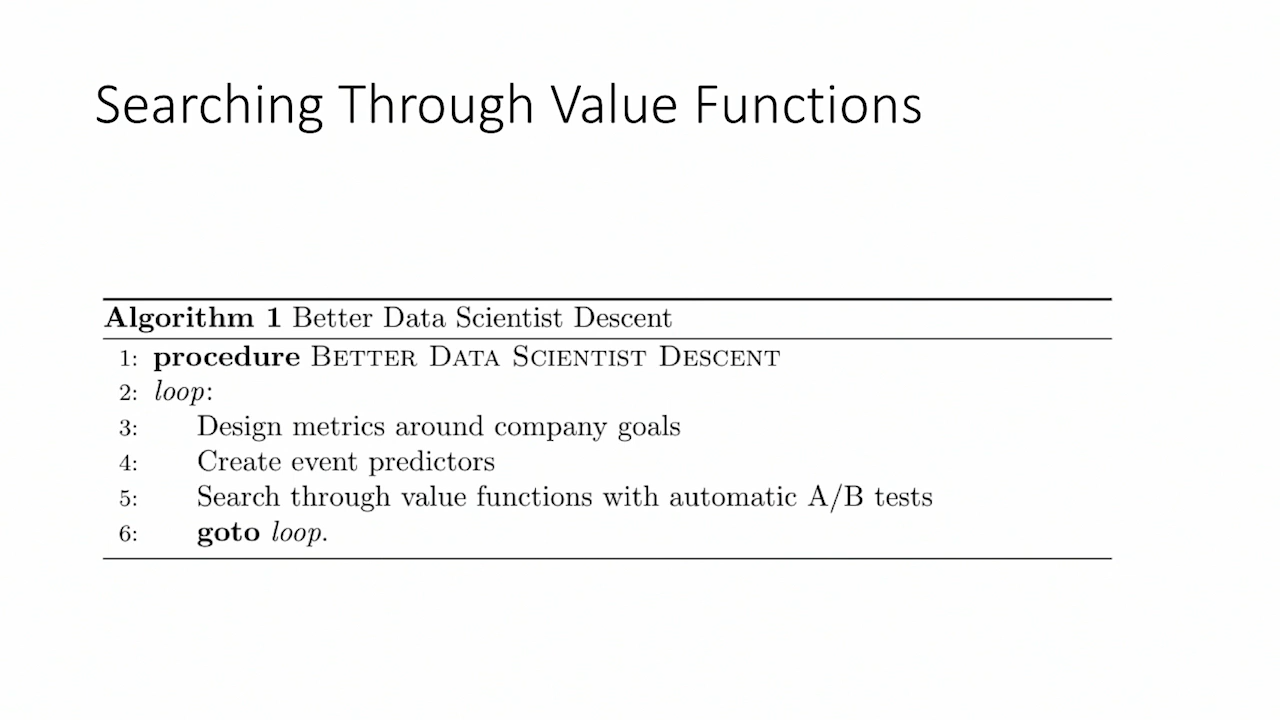 Searching Through Value Functions
Algorithm 1 Better Data Scientist Descent
1: procedure BETTER DATA SCIENTIST DESCENT
2: loop:
3: Design metrics around company goals
4: Create event predictors
5: Search through value functions with automatic A/B tests
6: goto loop.